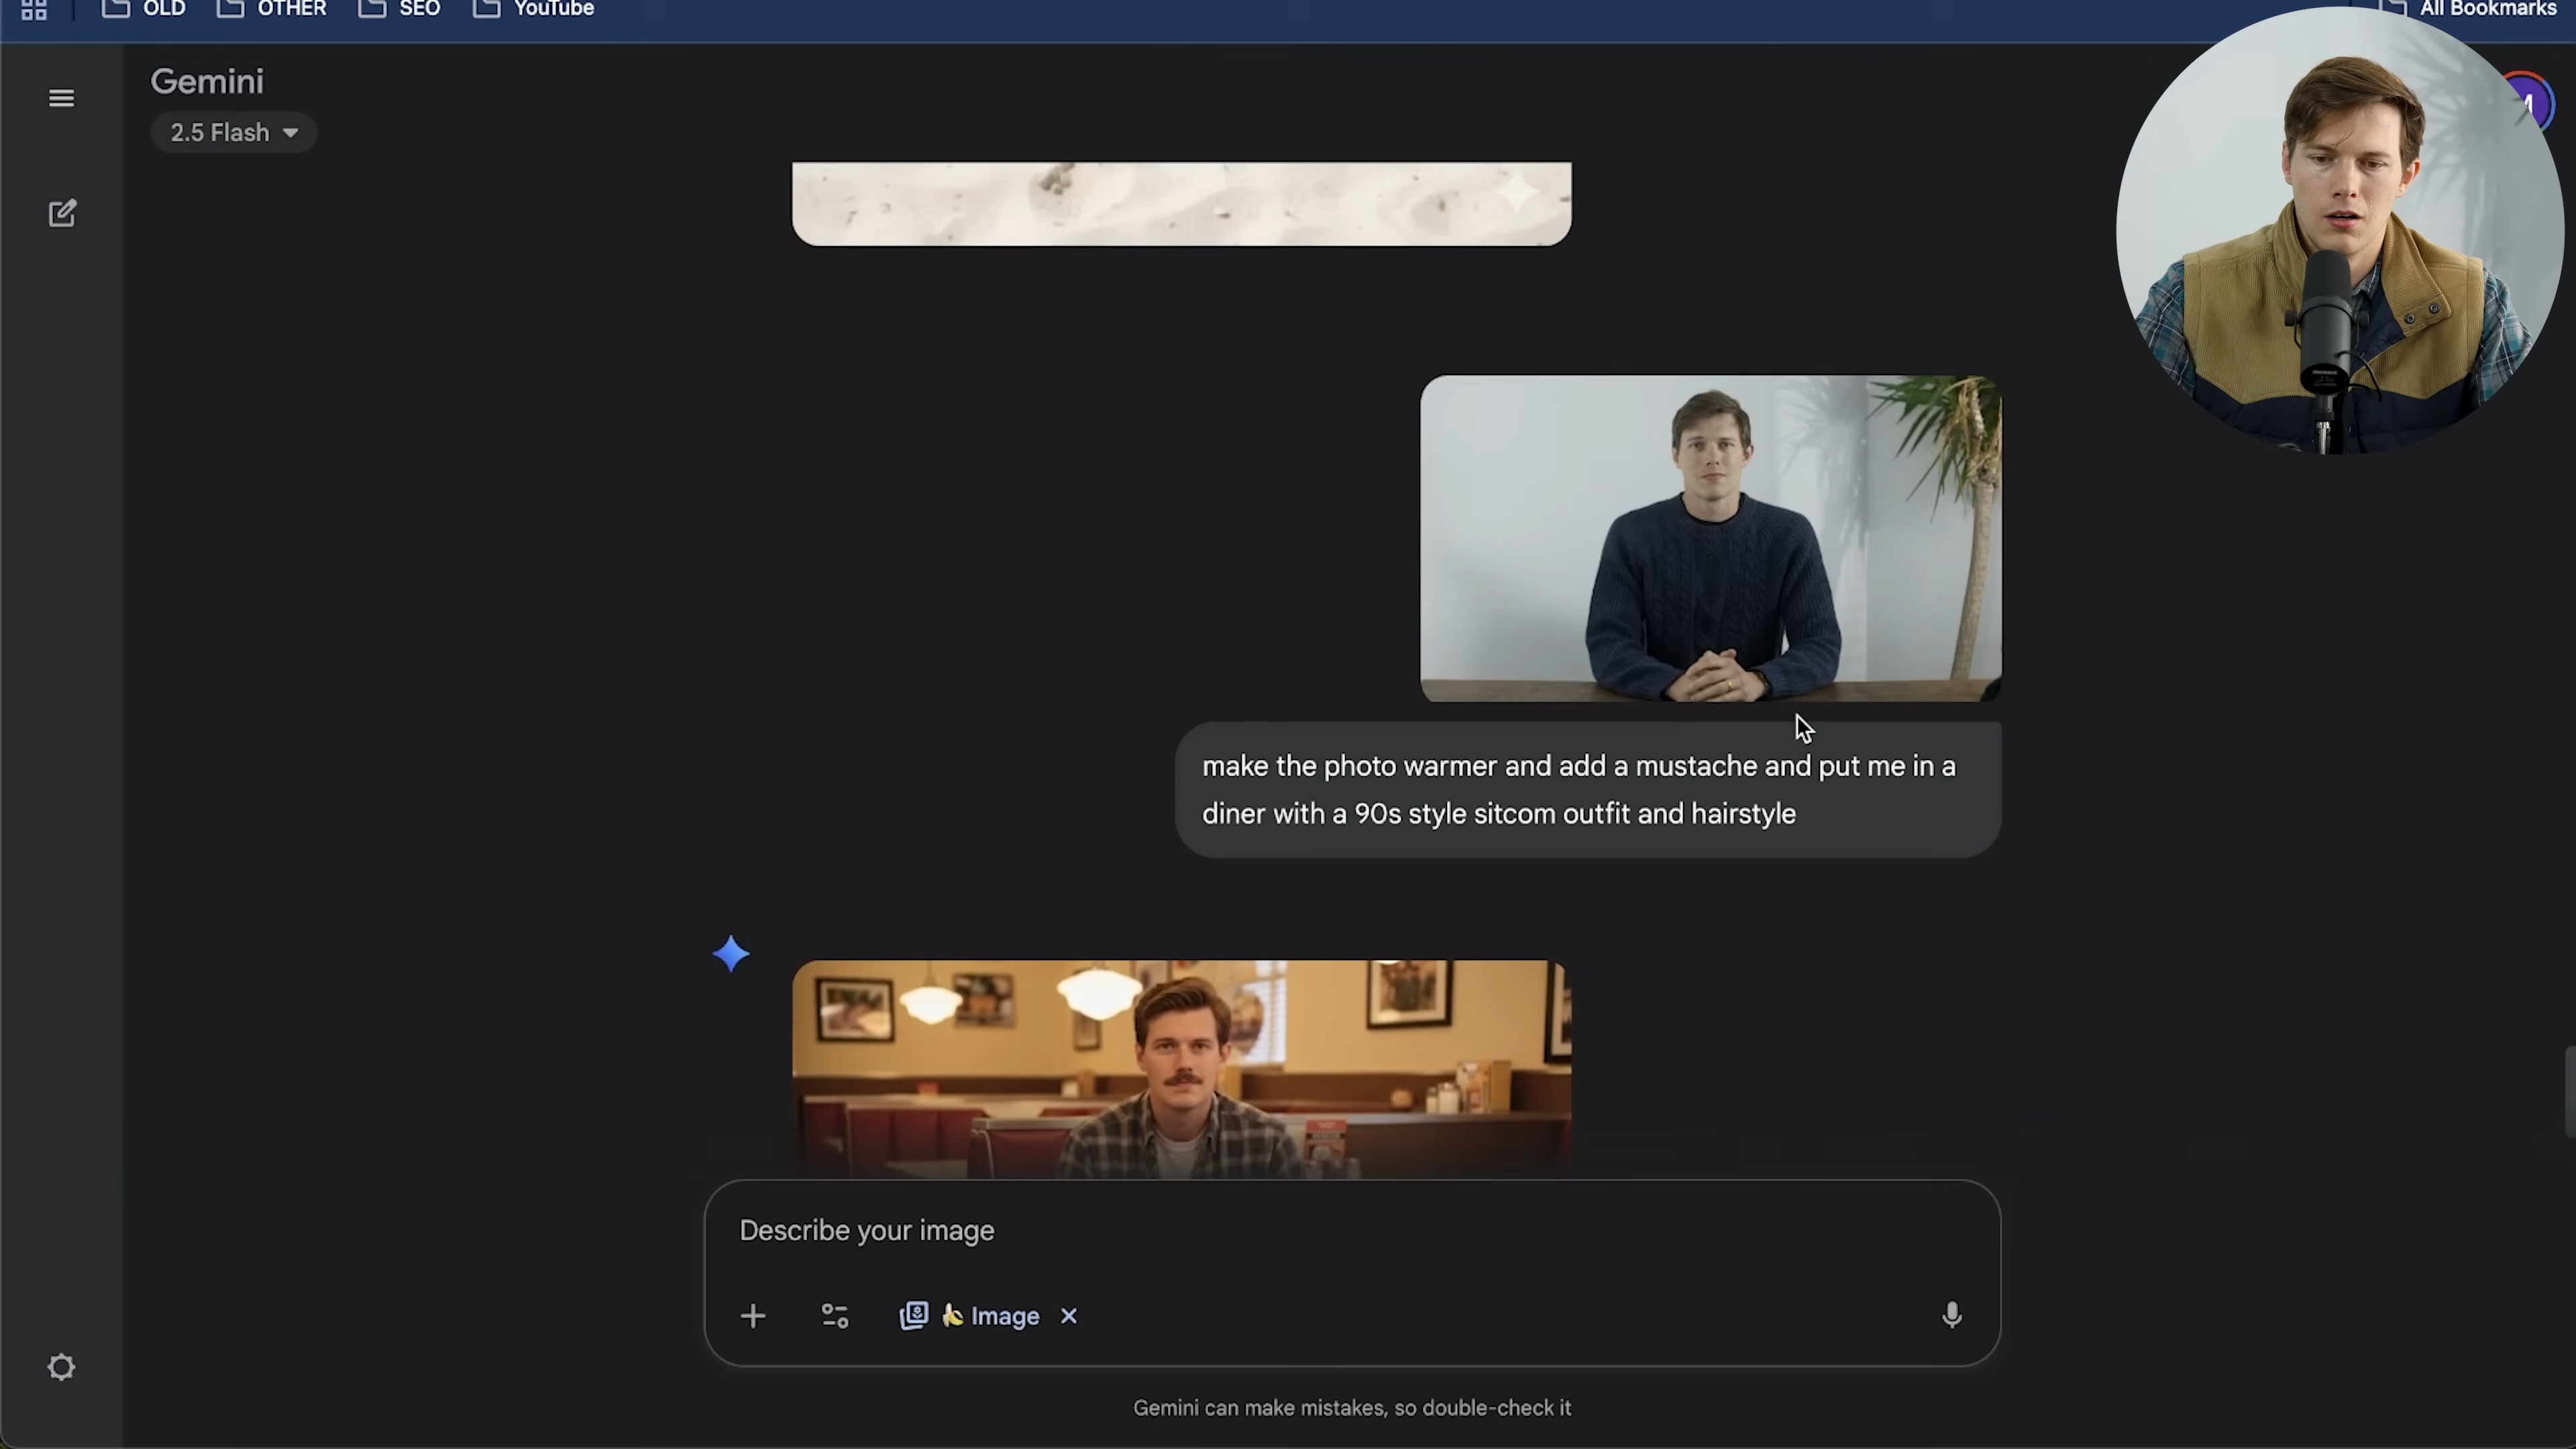 OLD OTHER SEO YouTube All Bookmarks
Gemini
2.5 Flash
make the photo warmer and add a mustache and put me in a
diner with a 90s style sitcom outfit and hairstyle
Describe your image
Image
Gemini can make mistakes, so double-check it